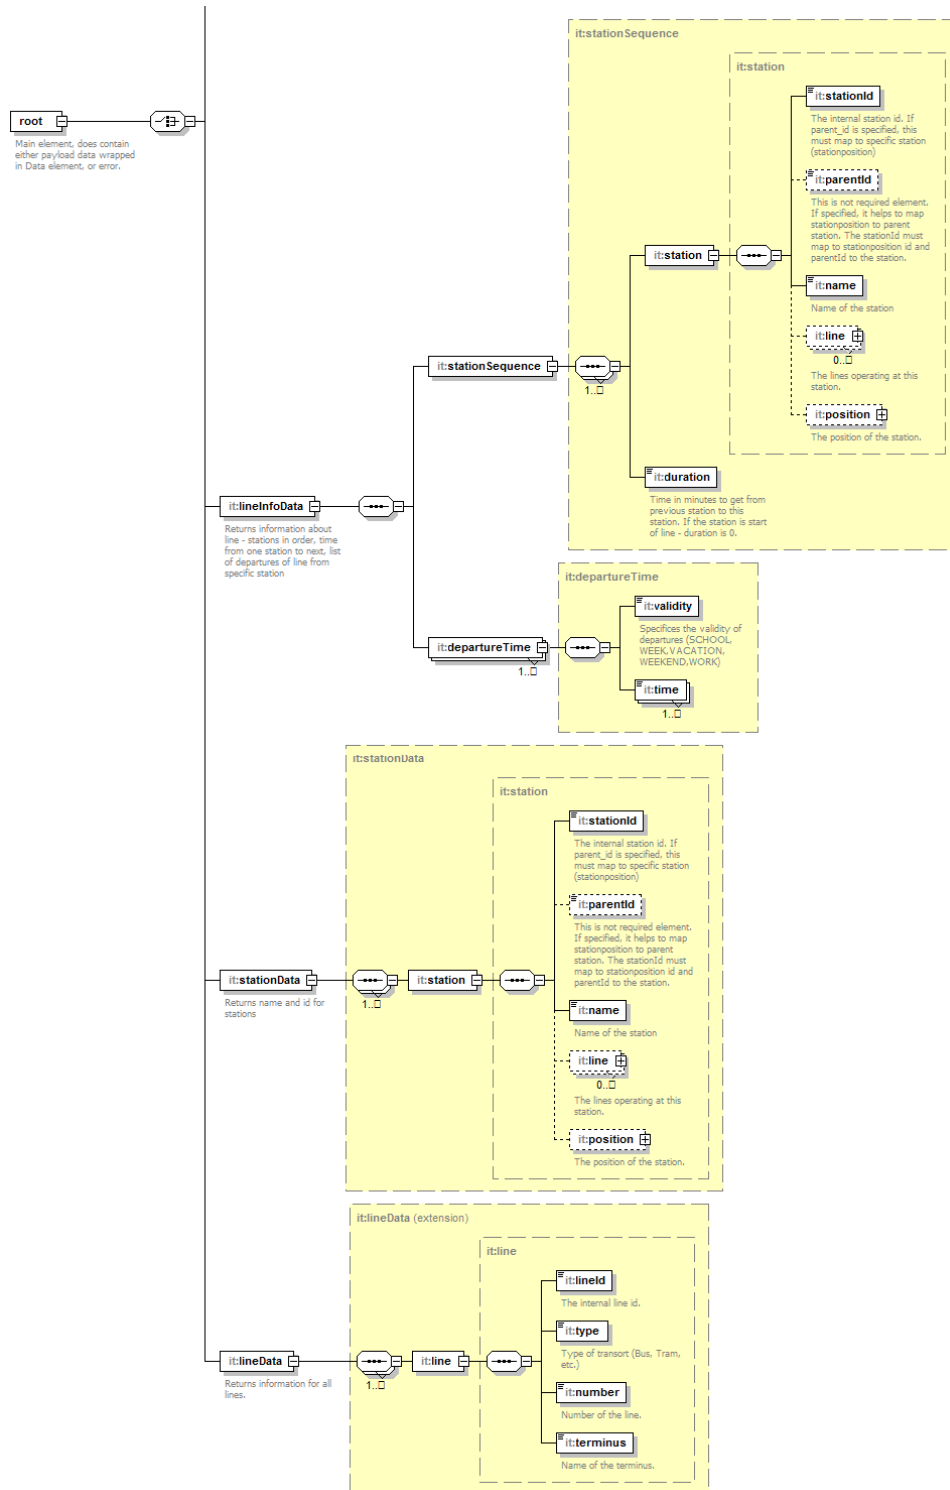 it:stationSequence
it:station
root
Main element, does contain
either payload data wrapped
in Data element, or error.
it:stationId
The internal station id. If
parent_id is specified, this
must map to specific station
(stationposition)
it:parentId
This is not required element.
If specified, it helps to map
stationposition to parent
station. The stationId must
map to stationposition id and
parentId to the station.
it:station
it:name
Name of the station
it:line
0..□
The lines operating at this
station.
it:stationSequence
1..□
it:position
The position of the station.
it:duration
Time in minutes to get from
previous station to this
station. If the station is start
of line - duration is 0.
it:lineInfoData
Returns information about
line - stations in order, time
from one station to next, list
of departures of line from
specific station
it:departureTime
it:validity
Specifices the validity of
departures (SCHOOL,
WEEK,VACATION,
WEEKEND,WORK)
it:departureTime
1..□
it:time
1..□
it:stationData
it:station
it:stationId
The internal station id. If
parent_id is specified, this
must map to specific station
(stationposition)
it:parentId
This is not required element.
If specified, it helps to map
stationposition to parent
station. The stationId must
map to stationposition id and
parentId to the station.
it:stationData
Returns name and id for
stations
1..□
it:station
it:name
Name of the station
it:line
0..□
The lines operating at this
station.
it:position
The position of the station.
it:lineData (extension)
it:line
it:lineId
The internal line id.
it:type
Type of transort (Bus, Tram,
etc.)
it:lineData
Returns information for all
lines.
1..□
it:line
it:number
Number of the line.
it:terminus
Name of the terminus.